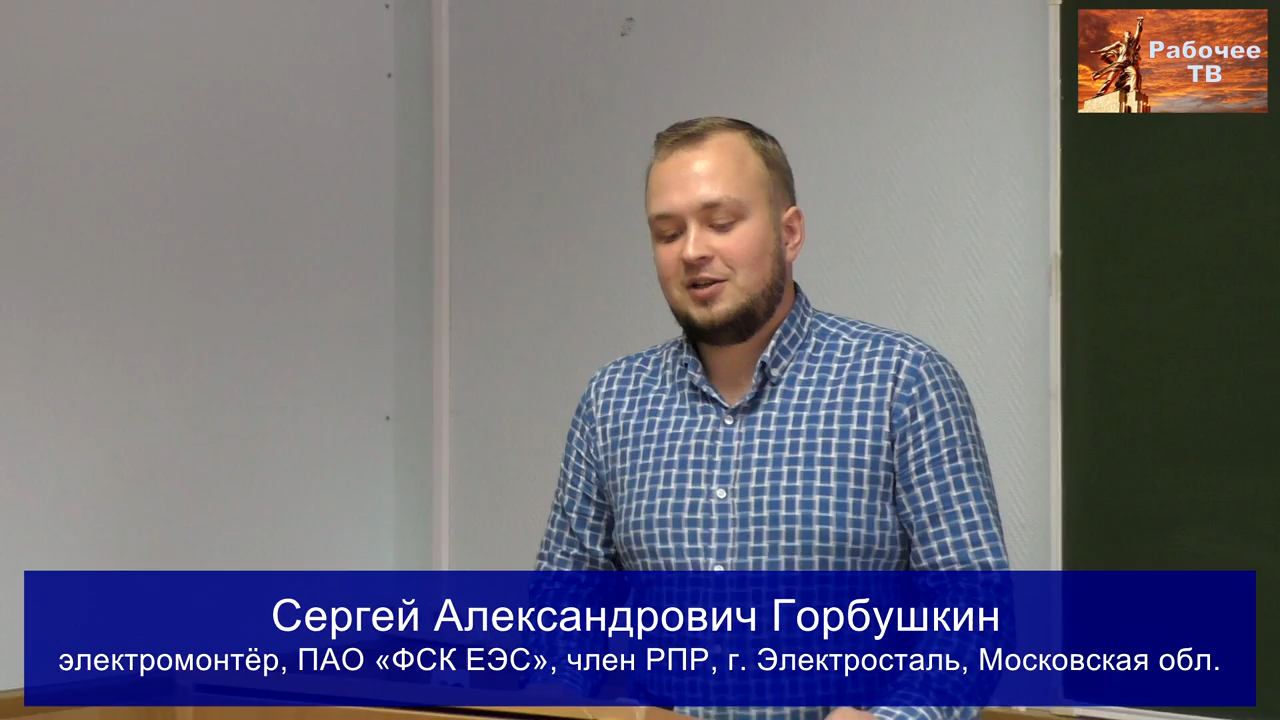 Рабочее
ТВ
Сергей Александрович Горбушкин
электромонтёр, ПАО «ФСК ЕЭС», член РПР, г. Электросталь, Московская обл.